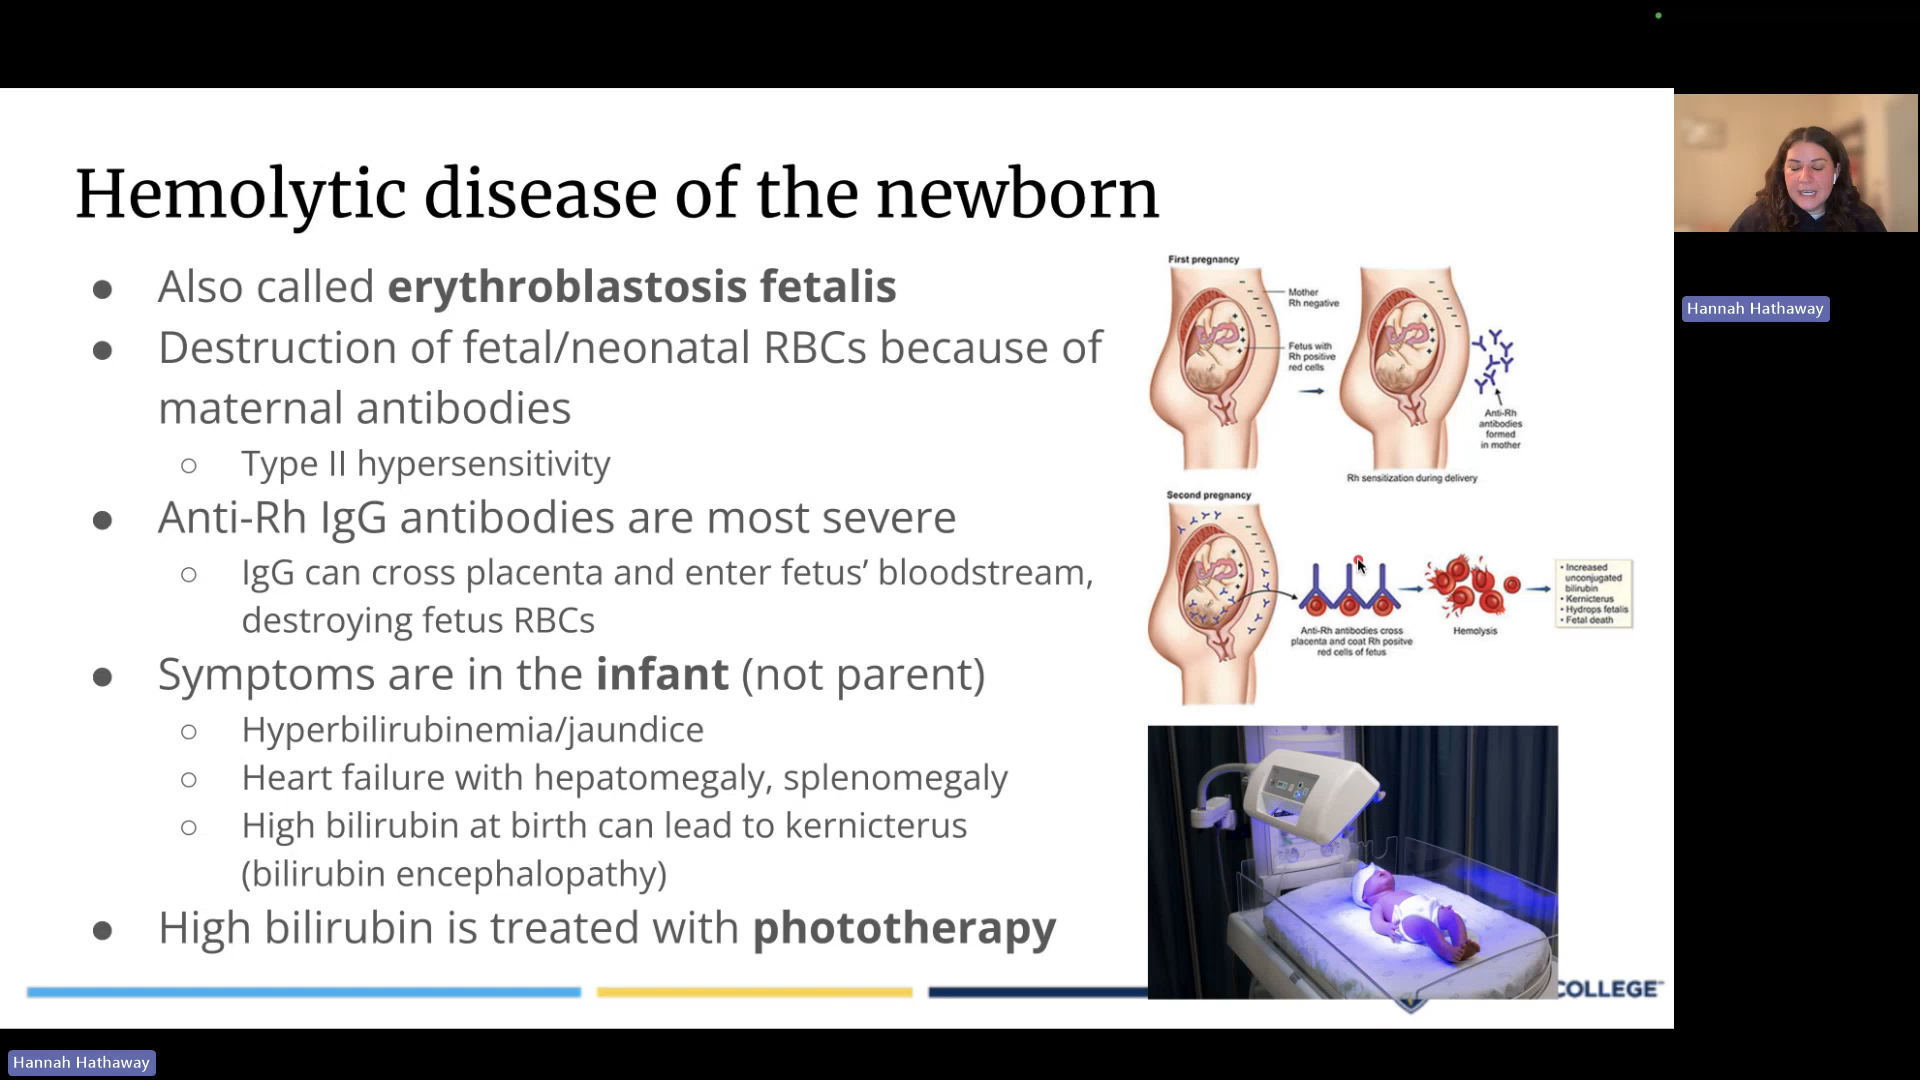 Hemolytic disease of the newborn
● Also called erythroblastosis fetalis
● Destruction of fetal/neonatal RBCs because of
maternal antibodies
○ Type II hypersensitivity
● Anti-Rh IgG antibodies are most severe
○ IgG can cross placenta and enter fetus’ bloodstream,
destroying fetus RBCs
● Symptoms are in the infant (not parent)
○ Hyperbilirubinemia/jaundice
○ Heart failure with hepatomegaly, splenomegaly
○ High bilirubin at birth can lead to kernicterus
(bilirubin encephalopathy)
● High bilirubin is treated with phototherapy
First pregnancy
Mother
Rh negative
Fetus with
Rh positive
red cells
Anti-Rh
antibodies
formed
in mother
Rh sensitization during delivery
Second pregnancy
Anti-Rh antibodies cross
placenta and coat Rh positve
red cells of fetus
Hemolysis
• Increased
unconjugated
bilirubin
• Kernicterus
• Hydrops fetalis
• Fetal death
COLLEGE
Hannah Hathaway
Hannah Hathaway